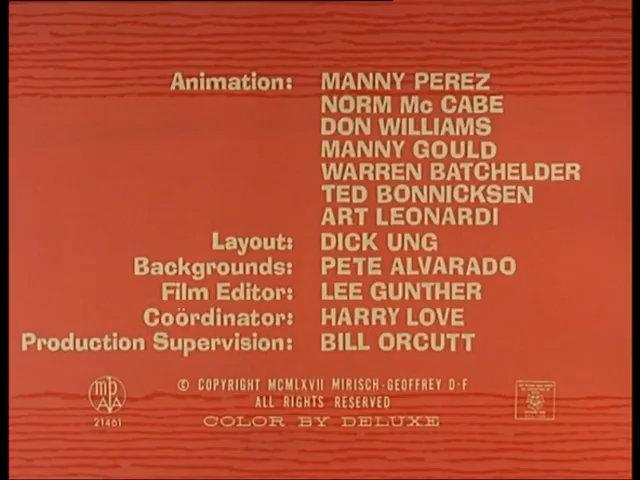 Animation: MANNY PEREZ
NORM Mc CABE
DON WILLIAMS
MANNY GOULD
WARREN BATCHELDER
TED BONNICKSEN
ART LEONARDI
Layout: DICK UNG
Backgrounds: PETE ALVARADO
Film Editor: LEE GUNTHER
Coördinator: HARRY LOVE
Production Supervision: BILL ORCUTT
© COPYRIGHT MCMLXVII MIRISCH-GEOFFREY D-F
ALL RIGHTS RESERVED
COLOR BY DELUXE
21461